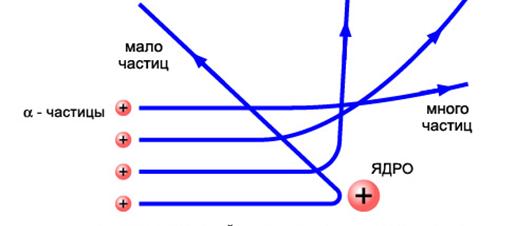 мало
частиц
α - частицы
много
частиц
ЯДРО
+
+
+
+
+